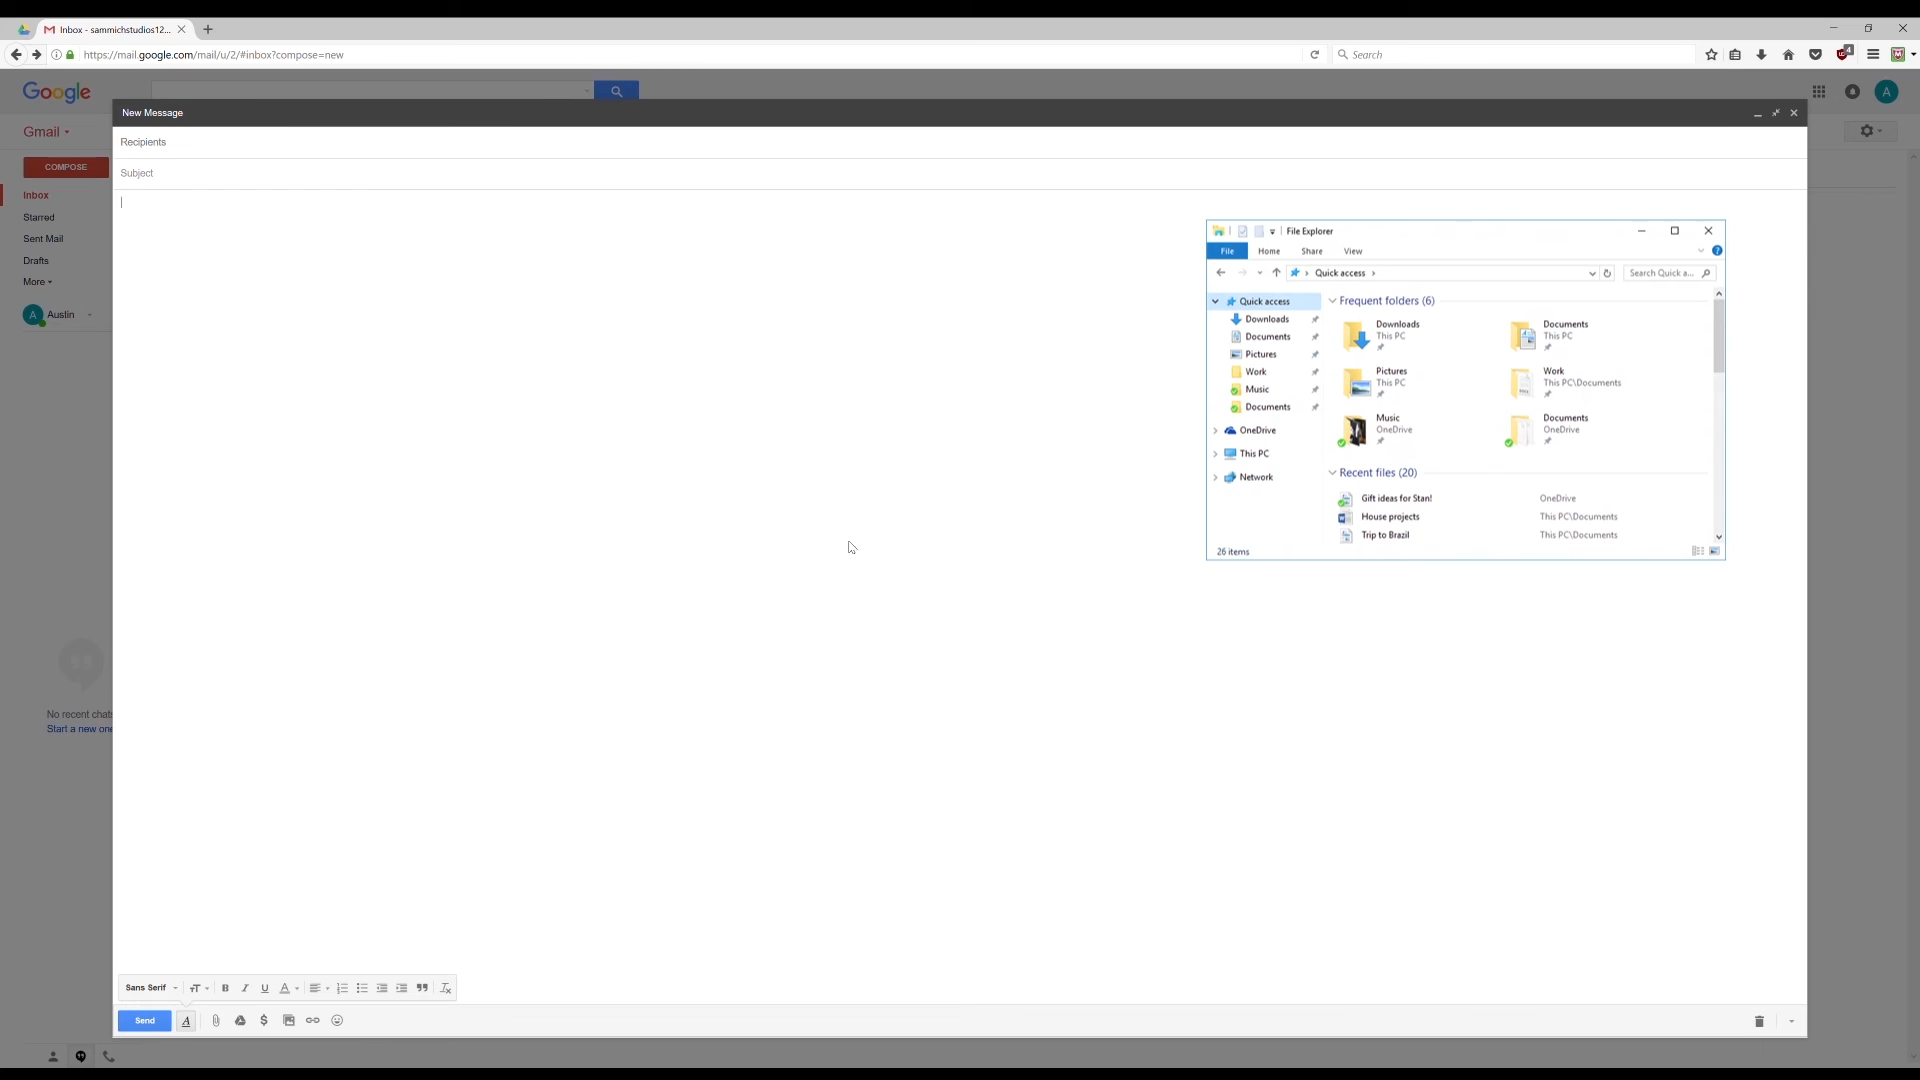 Inbox - sammichstudios12...
https://mail.google.com/mail/u/2/#inbox?compose=new
Search
4
Google
A
New Message
Gmail
Recipients
COMPOSE
Subject
Inbox
Starred
Sent Mail
Drafts
More
A Austin
No recent chats
Start a new one
File Explorer
File Home Share View
Quick access
Search Quick a...
Quick access
Downloads
Documents
Pictures
Work
Music
Documents
OneDrive
This PC
Network
Frequent folders (6)
Downloads
This PC
Documents
This PC
Pictures
This PC
Work
This PC\Documents
Music
OneDrive
Documents
OneDrive
Recent files (20)
Gift ideas for Stan! OneDrive
House projects This PC\Documents
Trip to Brazil This PC\Documents
26 items
Sans Serif
Send